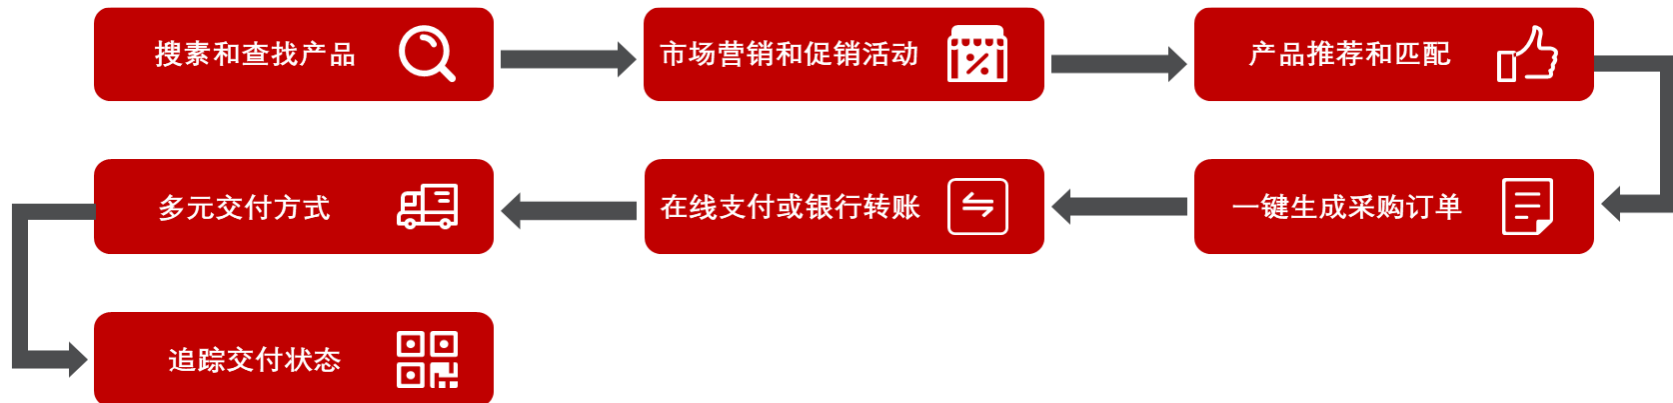 搜素和查找产品
市场营销和促销活动
产品推荐和匹配
一键生成采购订单
在线支付或银行转账
多元交付方式
追踪交付状态